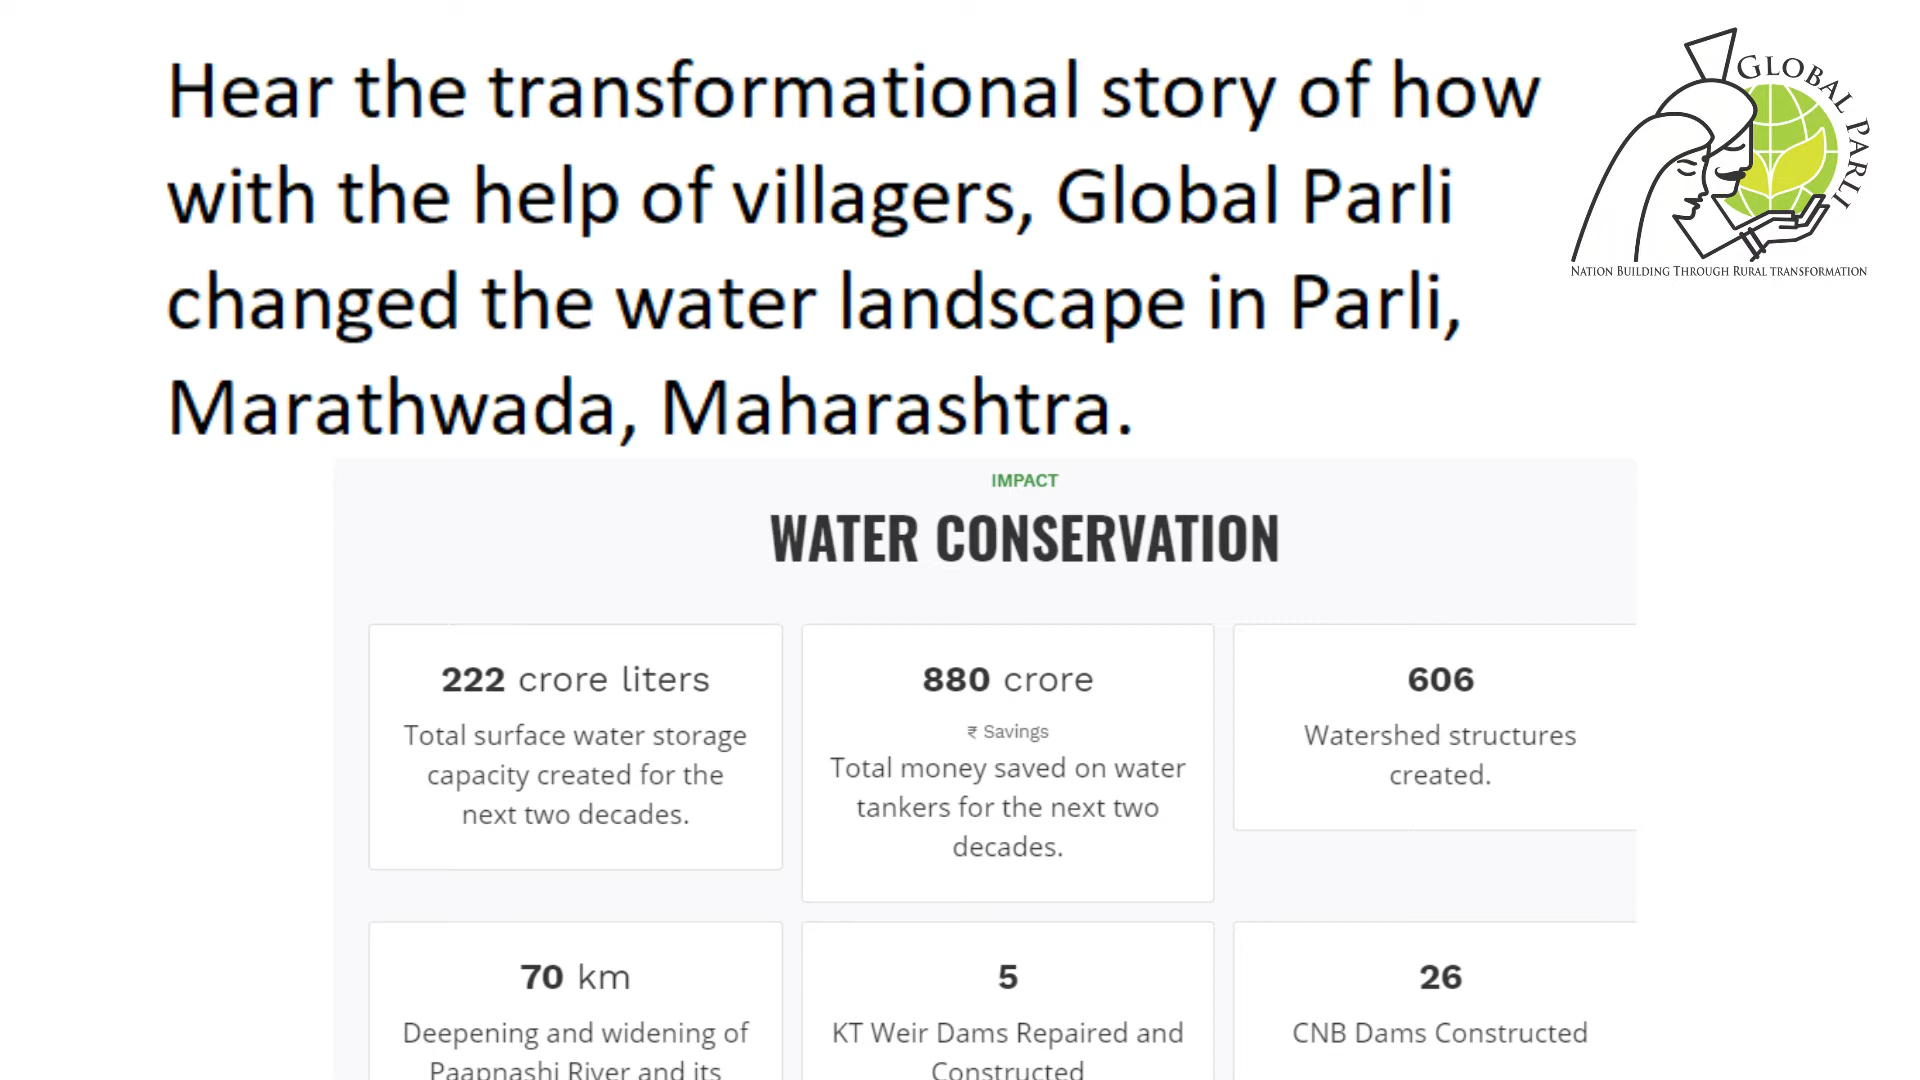 Hear the transformational story of how
with the help of villagers, Global Parli
changed the water landscape in Parli,
Marathwada, Maharashtra.
GLOBAL PARLI
NATION BUILDING THROUGH RURAL TRANSFORMATION
IMPACT
WATER CONSERVATION
222 crore liters
Total surface water storage
capacity created for the
next two decades.
880 crore
₹ Savings
Total money saved on water
tankers for the next two
decades.
606
Watershed structures
created.
70 km
Deepening and widening of
Paapnashi River and its
5
KT Weir Dams Repaired and
Constructed
26
CNB Dams Constructed